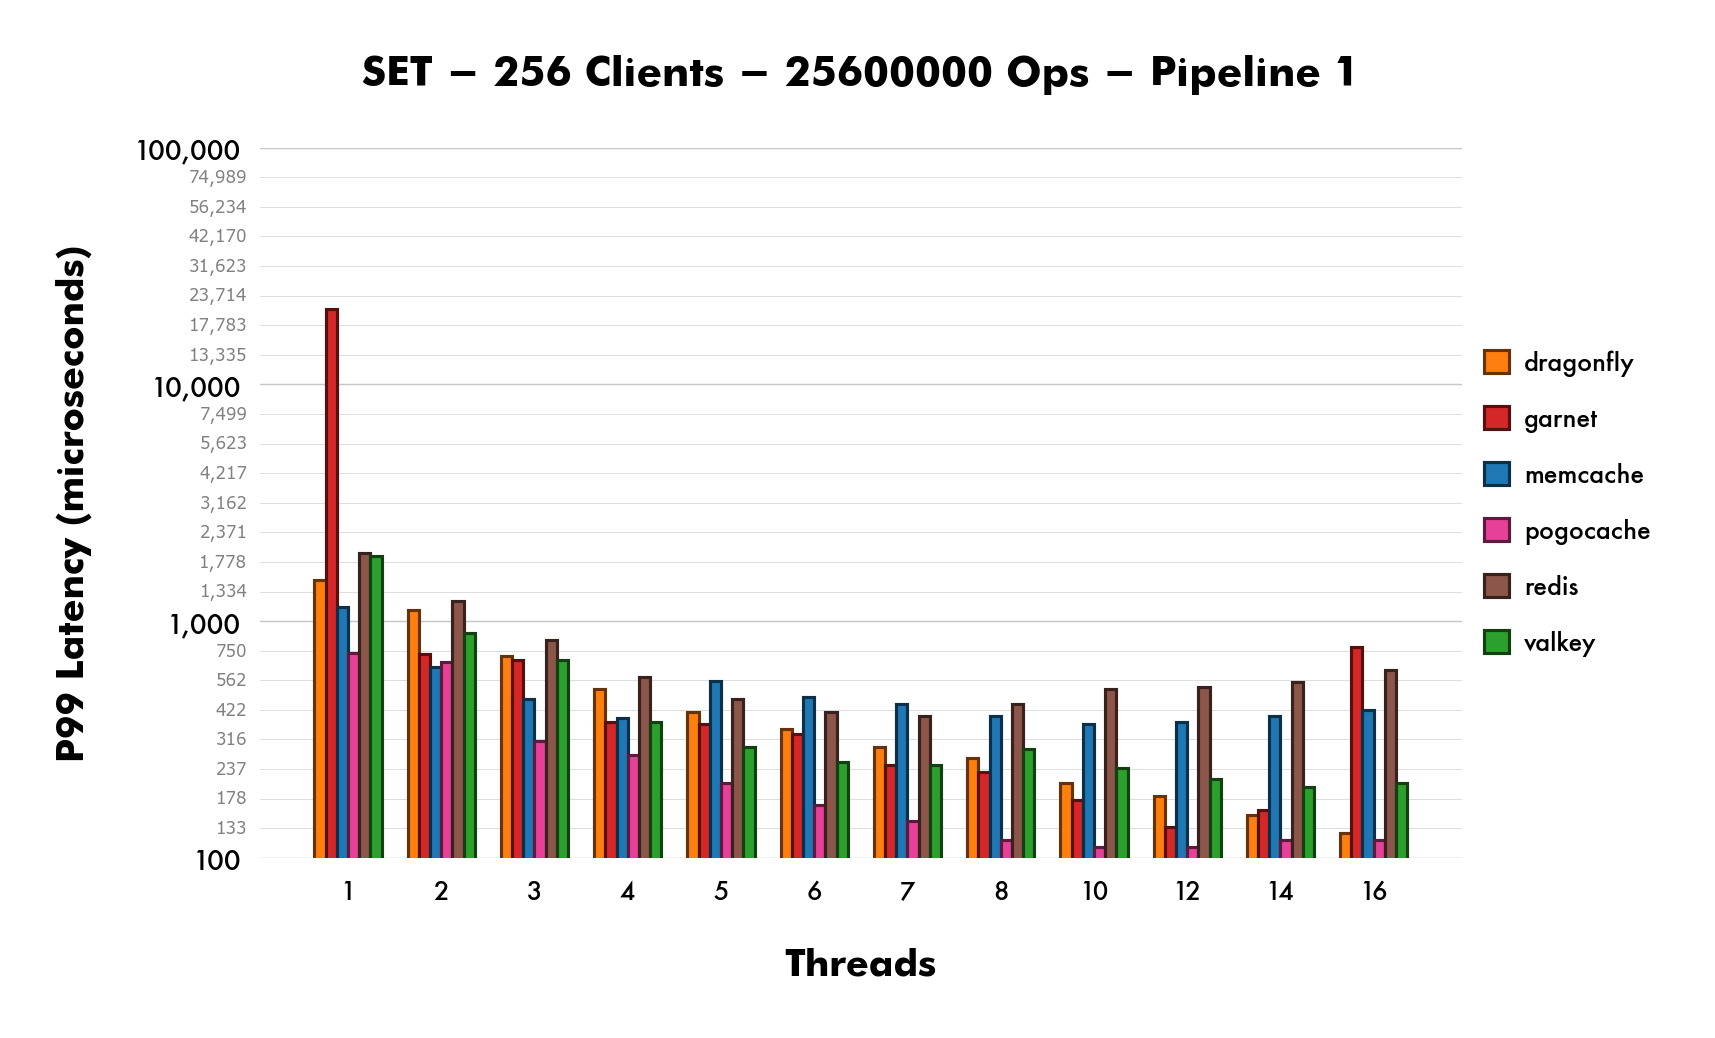 SET – 256 Clients – 25600000 Ops – Pipeline 1
P99 Latency (microseconds)
100,000
74,989
56,234
42,170
31,623
23,714
17,783
13,335
10,000
7,499
5,623
4,217
3,162
2,371
1,778
1,334
1,000
750
562
422
316
237
178
133
100
1 2 3 4 5 6 7 8 10 12 14 16
Threads
dragonfly
garnet
memcache
pogocache
redis
valkey